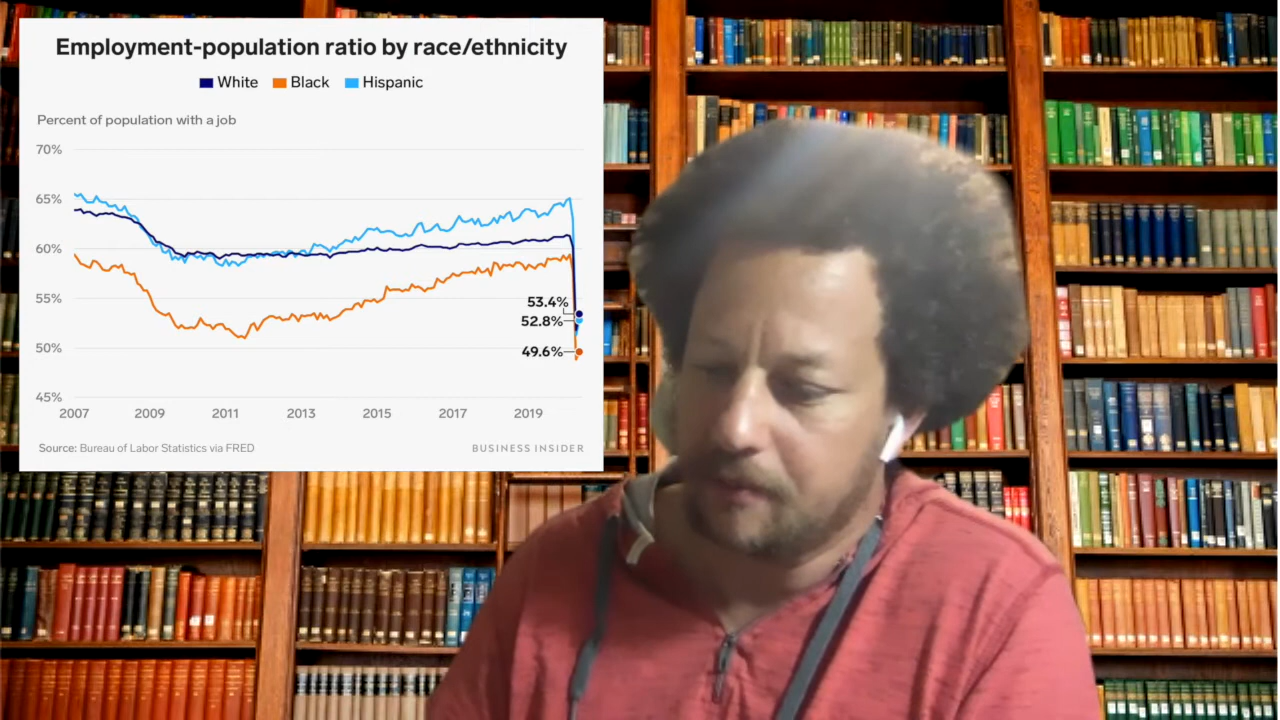 Employment-population ratio by race/ethnicity
White Black Hispanic
Percent of population with a job
70%
65%
60%
55%
50%
45%
53.4%
52.8%
49.6%
2007 2009 2011 2013 2015 2017 2019
Source: Bureau of Labor Statistics via FRED
BUSINESS INSIDER